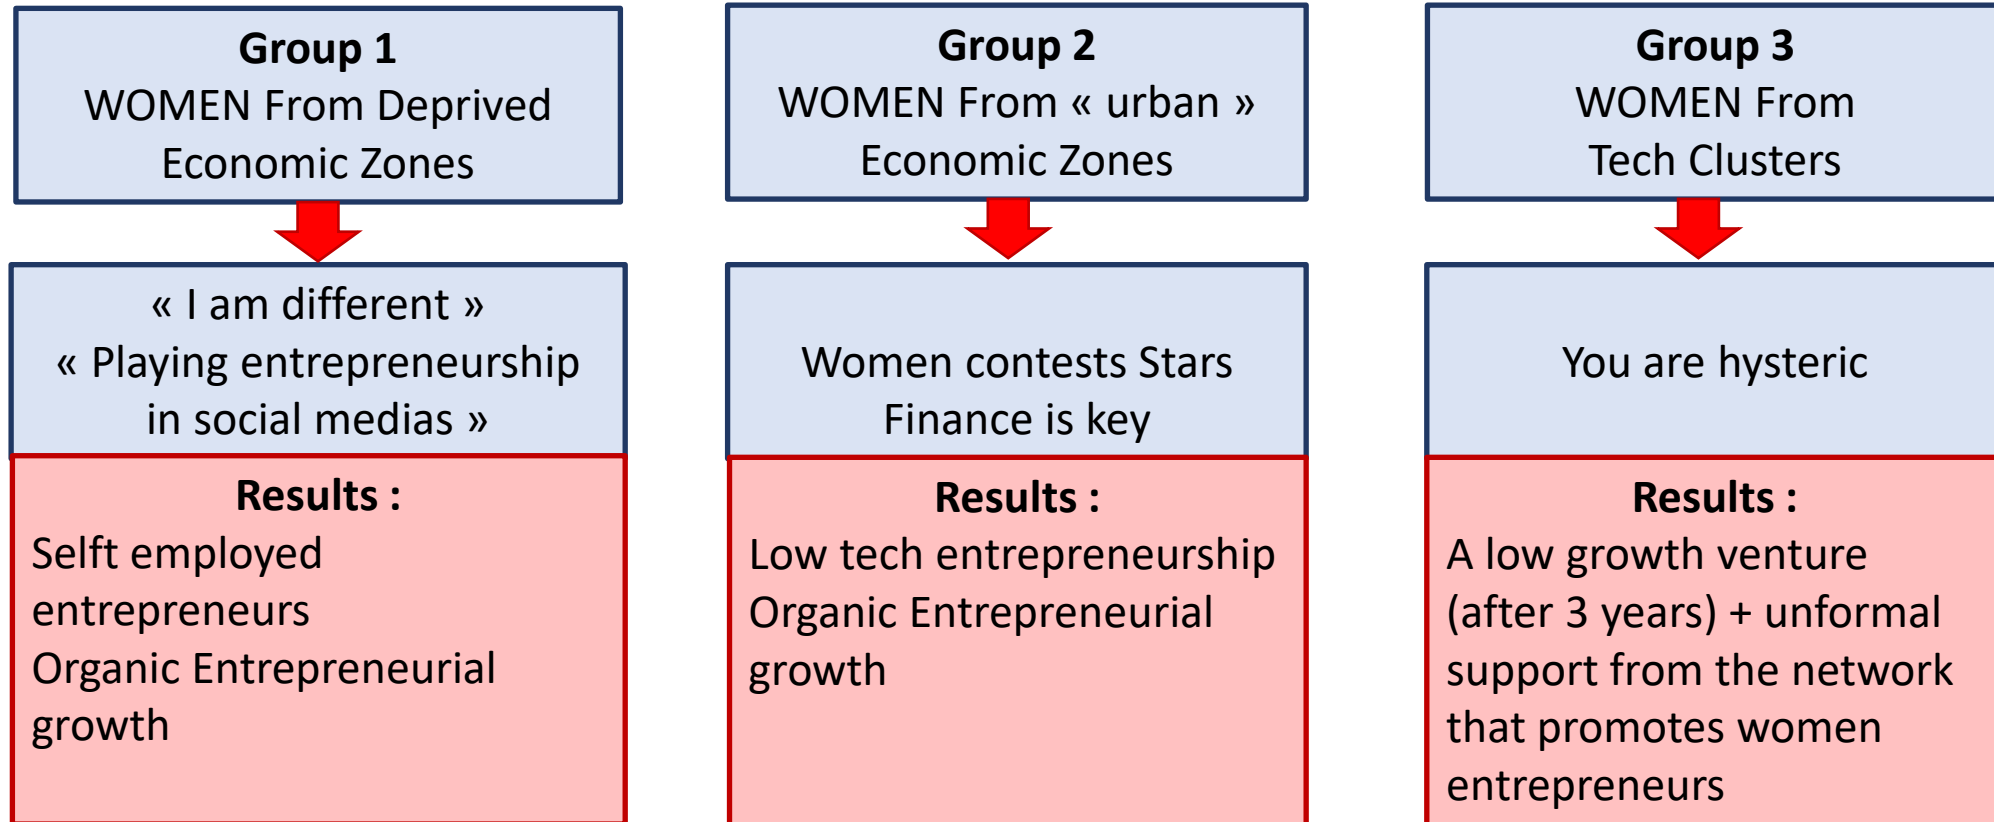 Group 1
WOMEN From Deprived
Economic Zones
« I am different »
« Playing entrepreneurship
in social medias »
Results :
Selft employed
entrepreneurs
Organic Entrepreneurial
growth
Group 2
WOMEN From « urban »
Economic Zones
Women contests Stars
Finance is key
Results :
Low tech entrepreneurship
Organic Entrepreneurial
growth
Group 3
WOMEN From
Tech Clusters
You are hysteric
Results :
A low growth venture
(after 3 years) + unformal
support from the network
that promotes women
entrepreneurs